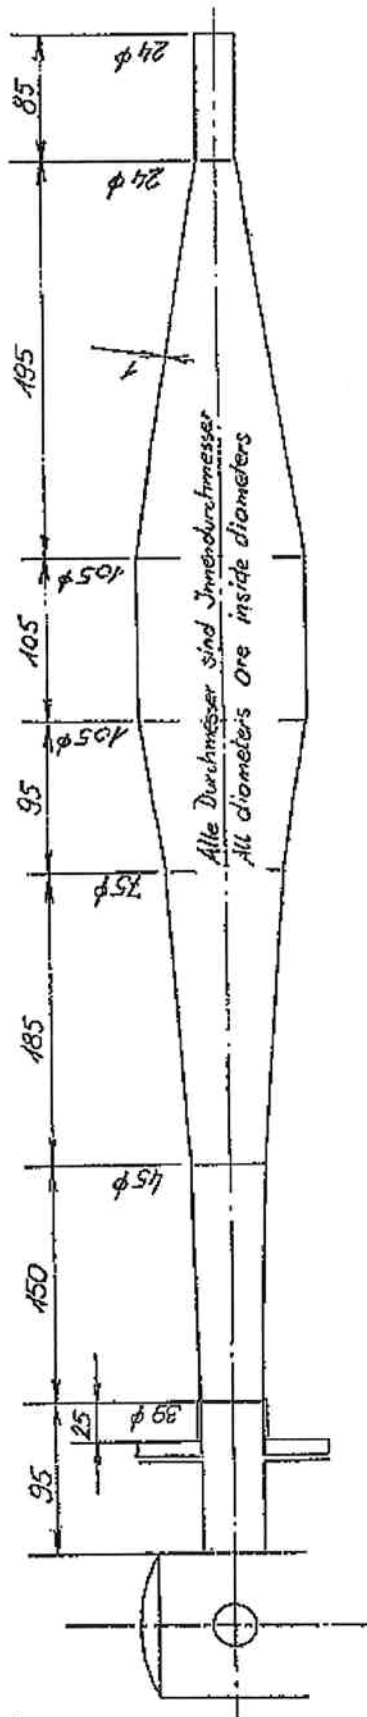 85
195
105
95
185
150
25
95
24 ϕ
24 ϕ
105 ϕ
105 ϕ
75 ϕ
45 ϕ
39 ϕ
1
Alle Durchmesser sind Innendurchmesser
All diameters are inside diameters